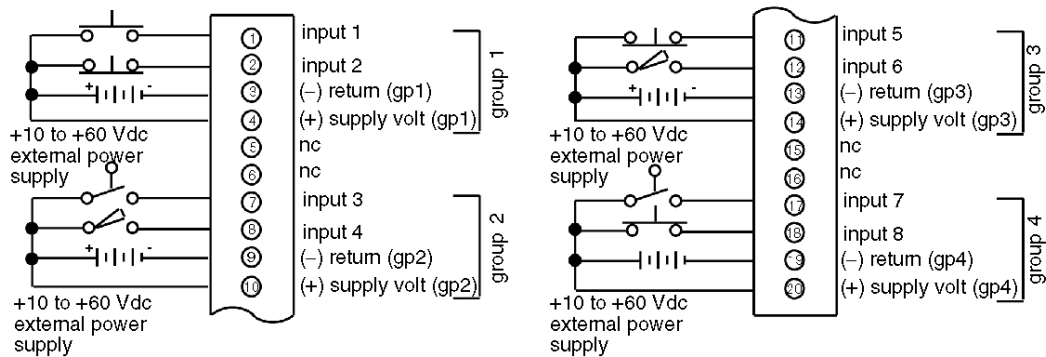 1 input 1
2 input 2
3 (−) return (gp1)
4 (+) supply volt (gp1)
group 1
+ -
+10 to +60 Vdc
external power
supply
5 nc
6 nc
7 input 3
8 input 4
9 (−) return (gp2)
10 (+) supply volt (gp2)
group 2
+ -
+10 to +60 Vdc
external power
supply
11 input 5
12 input 6
13 (−) return (gp3)
14 (+) supply volt (gp3)
group 3
+ -
+10 to +60 Vdc
external power
supply
15 nc
16 nc
17 input 7
18 input 8
19 (−) return (gp4)
20 (+) supply volt (gp4)
group 4
+10 to +60 Vdc
external power
supply